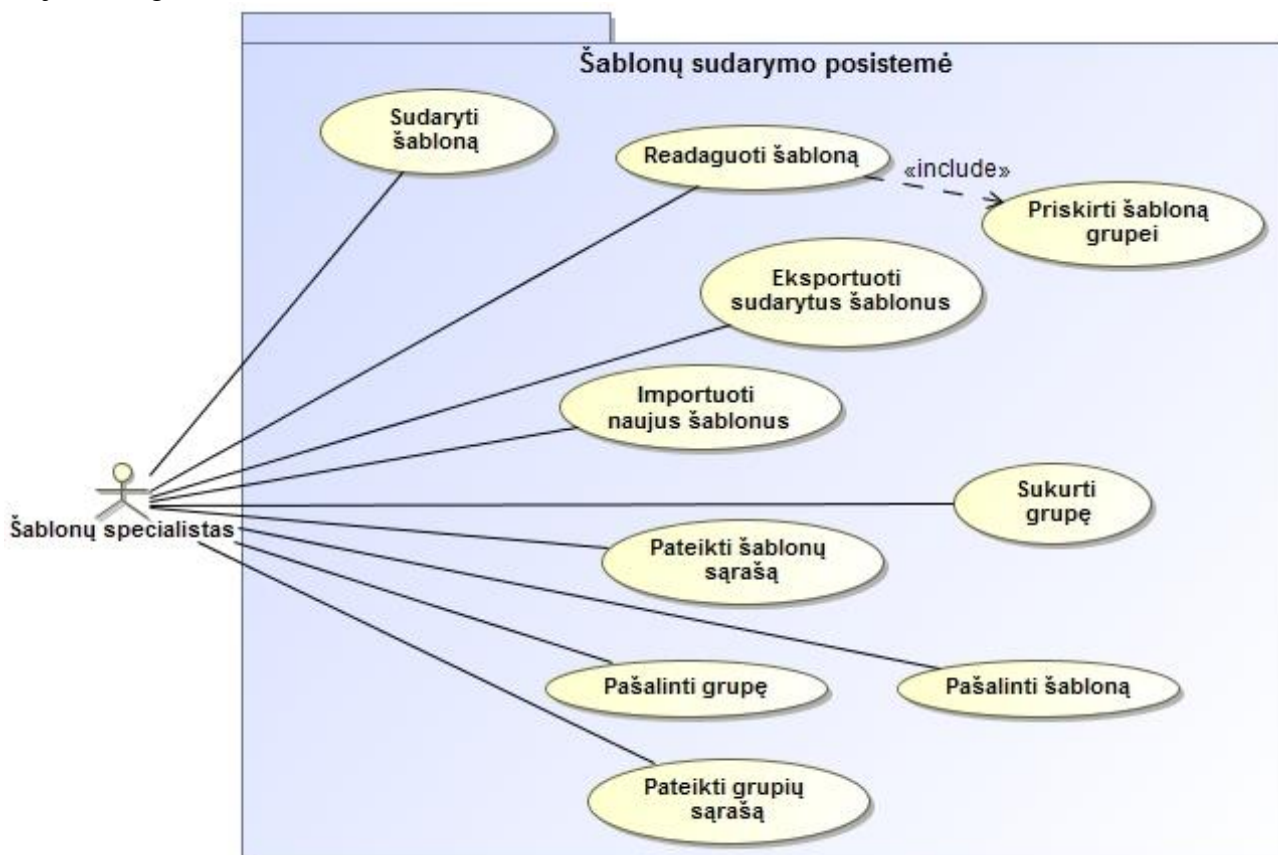 Šablonų sudarymo posistemė
Sudaryti
šabloną
Readaguoti šabloną
«include»
Priskirti šabloną
grupei
Eksportuoti
sudarytus šablonus
Importuoti
naujus šablonus
Sukurti
grupę
Šablonų specialistas
Pateikti šablonų
sąrašą
Pašalinti grupę
Pašalinti šabloną
Pateikti grupių
sąrašą